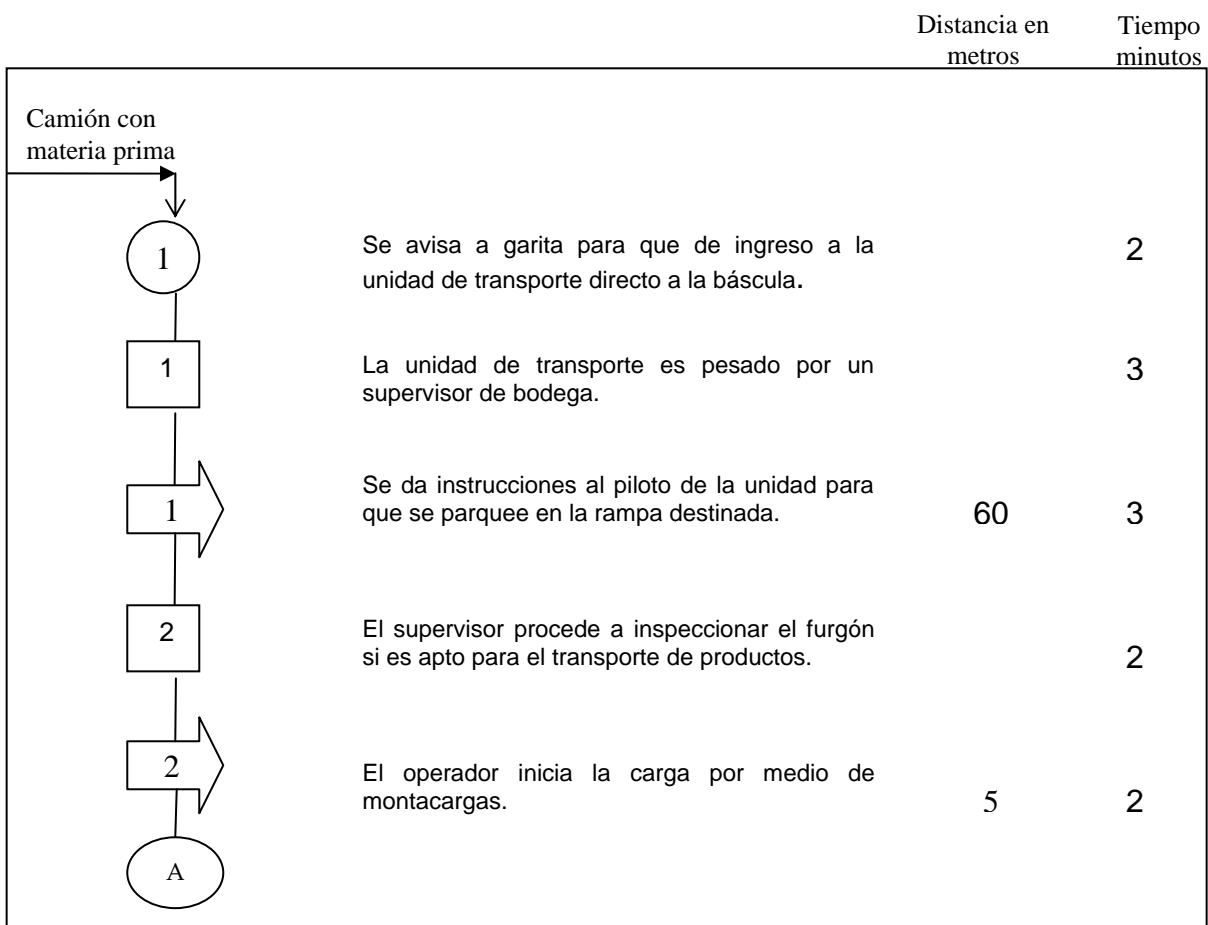 Distancia en metros
Tiempo minutos
Camión con
materia prima
1
Se avisa a garita para que de ingreso a la
unidad de transporte directo a la báscula.
2
1
La unidad de transporte es pesado por un
supervisor de bodega.
3
1
Se da instrucciones al piloto de la unidad para
que se parquee en la rampa destinada.
60
3
2
El supervisor procede a inspeccionar el furgón
si es apto para el transporte de productos.
2
2
El operador inicia la carga por medio de
montacargas.
5
2
A